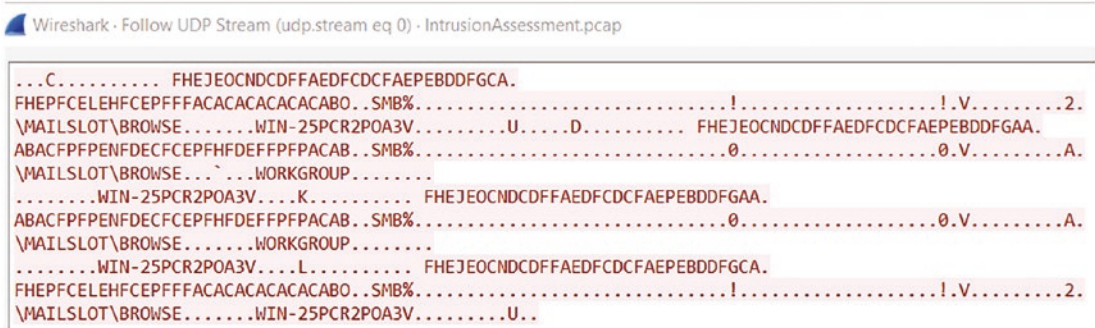 Wireshark · Follow UDP Stream (udp.stream eq 0) · IntrusionAssessment.pcap
...C.......... FHEJEOCNDCDFFAEDFCDCFAEPEBDDFGCA.
FHEPFCELEHFCEPFFFACACACACACACABO..SMB%..............................!....................!.V.........2.
\MAILSLOT\BROWSE.......WIN-25PCR2POA3V.........U.....D.......... FHEJEOCNDCDFFAEDFCDCFAEPEBDDFGAA.
ABACFPFPENFDECFCEPFHFDEFFPFPACAB..SMB%..............................0....................0.V.........A.
\MAILSLOT\BROWSE...`...WORKGROUP........
........WIN-25PCR2POA3V....K.......... FHEJEOCNDCDFFAEDFCDCFAEPEBDDFGAA.
ABACFPFPENFDECFCEPFHFDEFFPFPACAB..SMB%..............................0....................0.V.........A.
\MAILSLOT\BROWSE.......WORKGROUP........
........WIN-25PCR2POA3V....L.......... FHEJEOCNDCDFFAEDFCDCFAEPEBDDFGCA.
FHEPFCELEHFCEPFFFACACACACACACABO..SMB%..............................!....................!.V.........2.
\MAILSLOT\BROWSE.......WIN-25PCR2POA3V.........U..